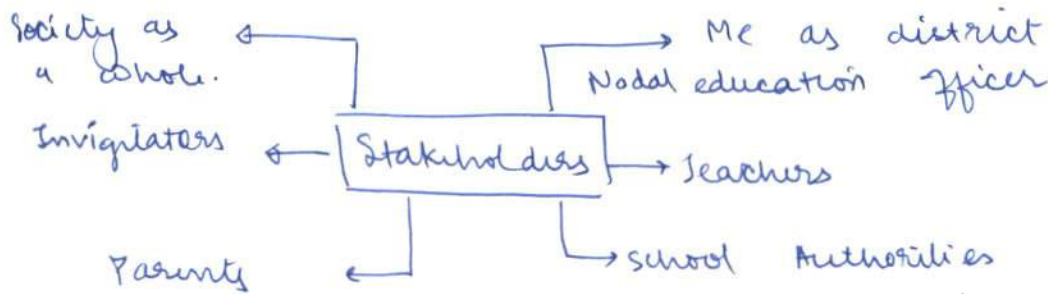 Society as
a whole.
Me as district
Nodal education officer
Invigilators
Stakeholders
Teachers
Parents
School Authorities